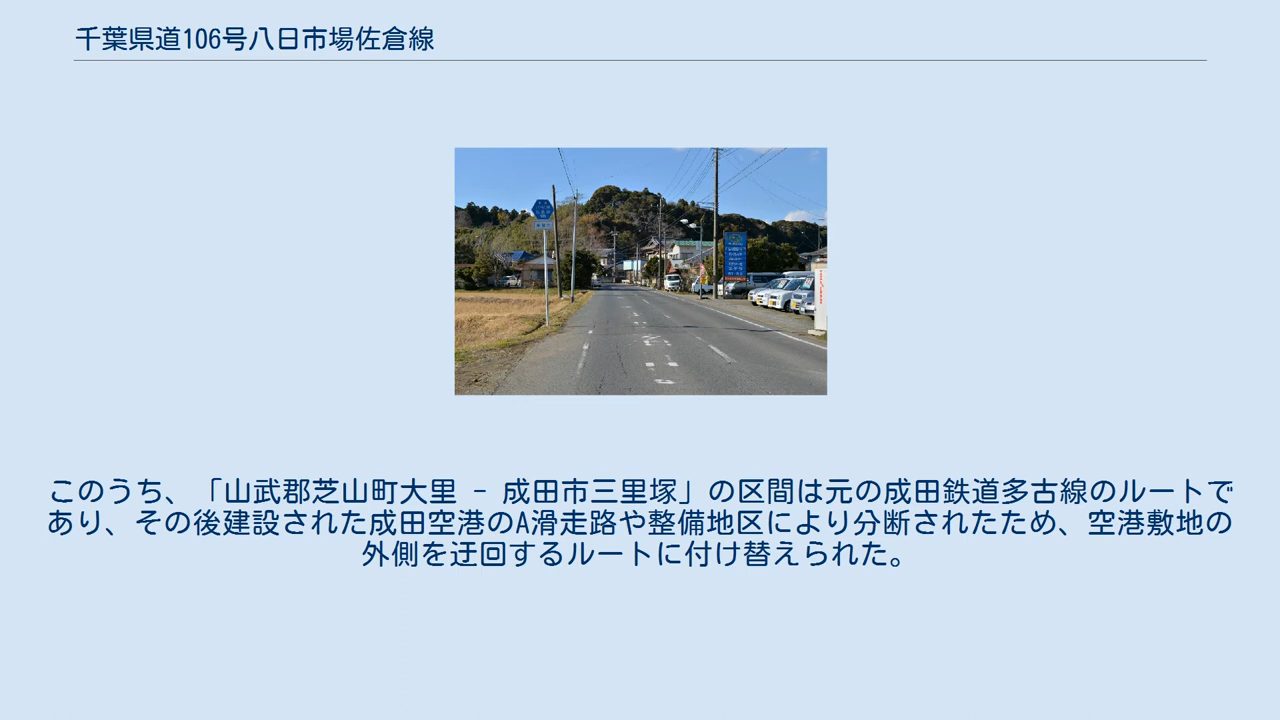 千葉県道106号八日市場佐倉線
このうち、「山武郡芝山町大里 - 成田市三里塚」の区間は元の成田鉄道多古線のルートで
あり、その後建設された成田空港のA滑走路や整備地区により分断されたため、空港敷地の
外側を迂回するルートに付け替えられた。